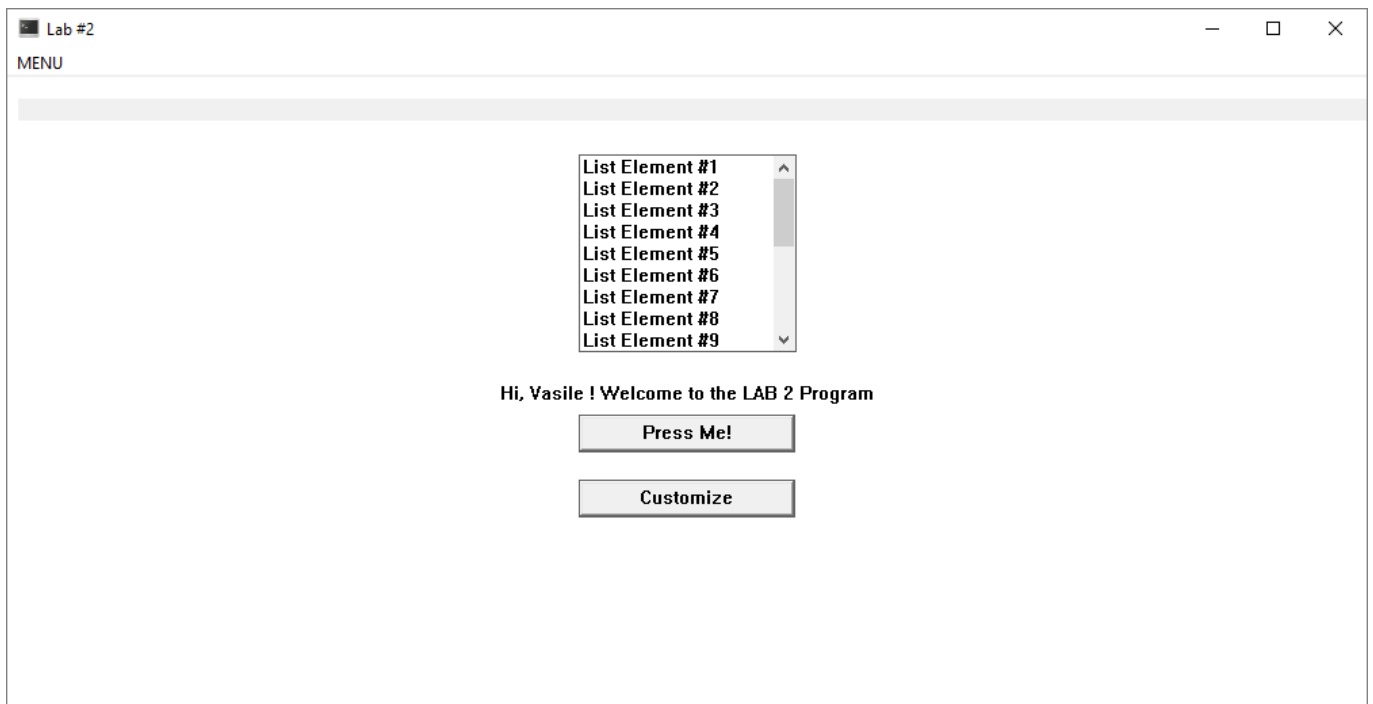 Lab #2
MENU
List Element #1
List Element #2
List Element #3
List Element #4
List Element #5
List Element #6
List Element #7
List Element #8
List Element #9
Hi, Vasile ! Welcome to the LAB 2 Program
Press Me!
Customize